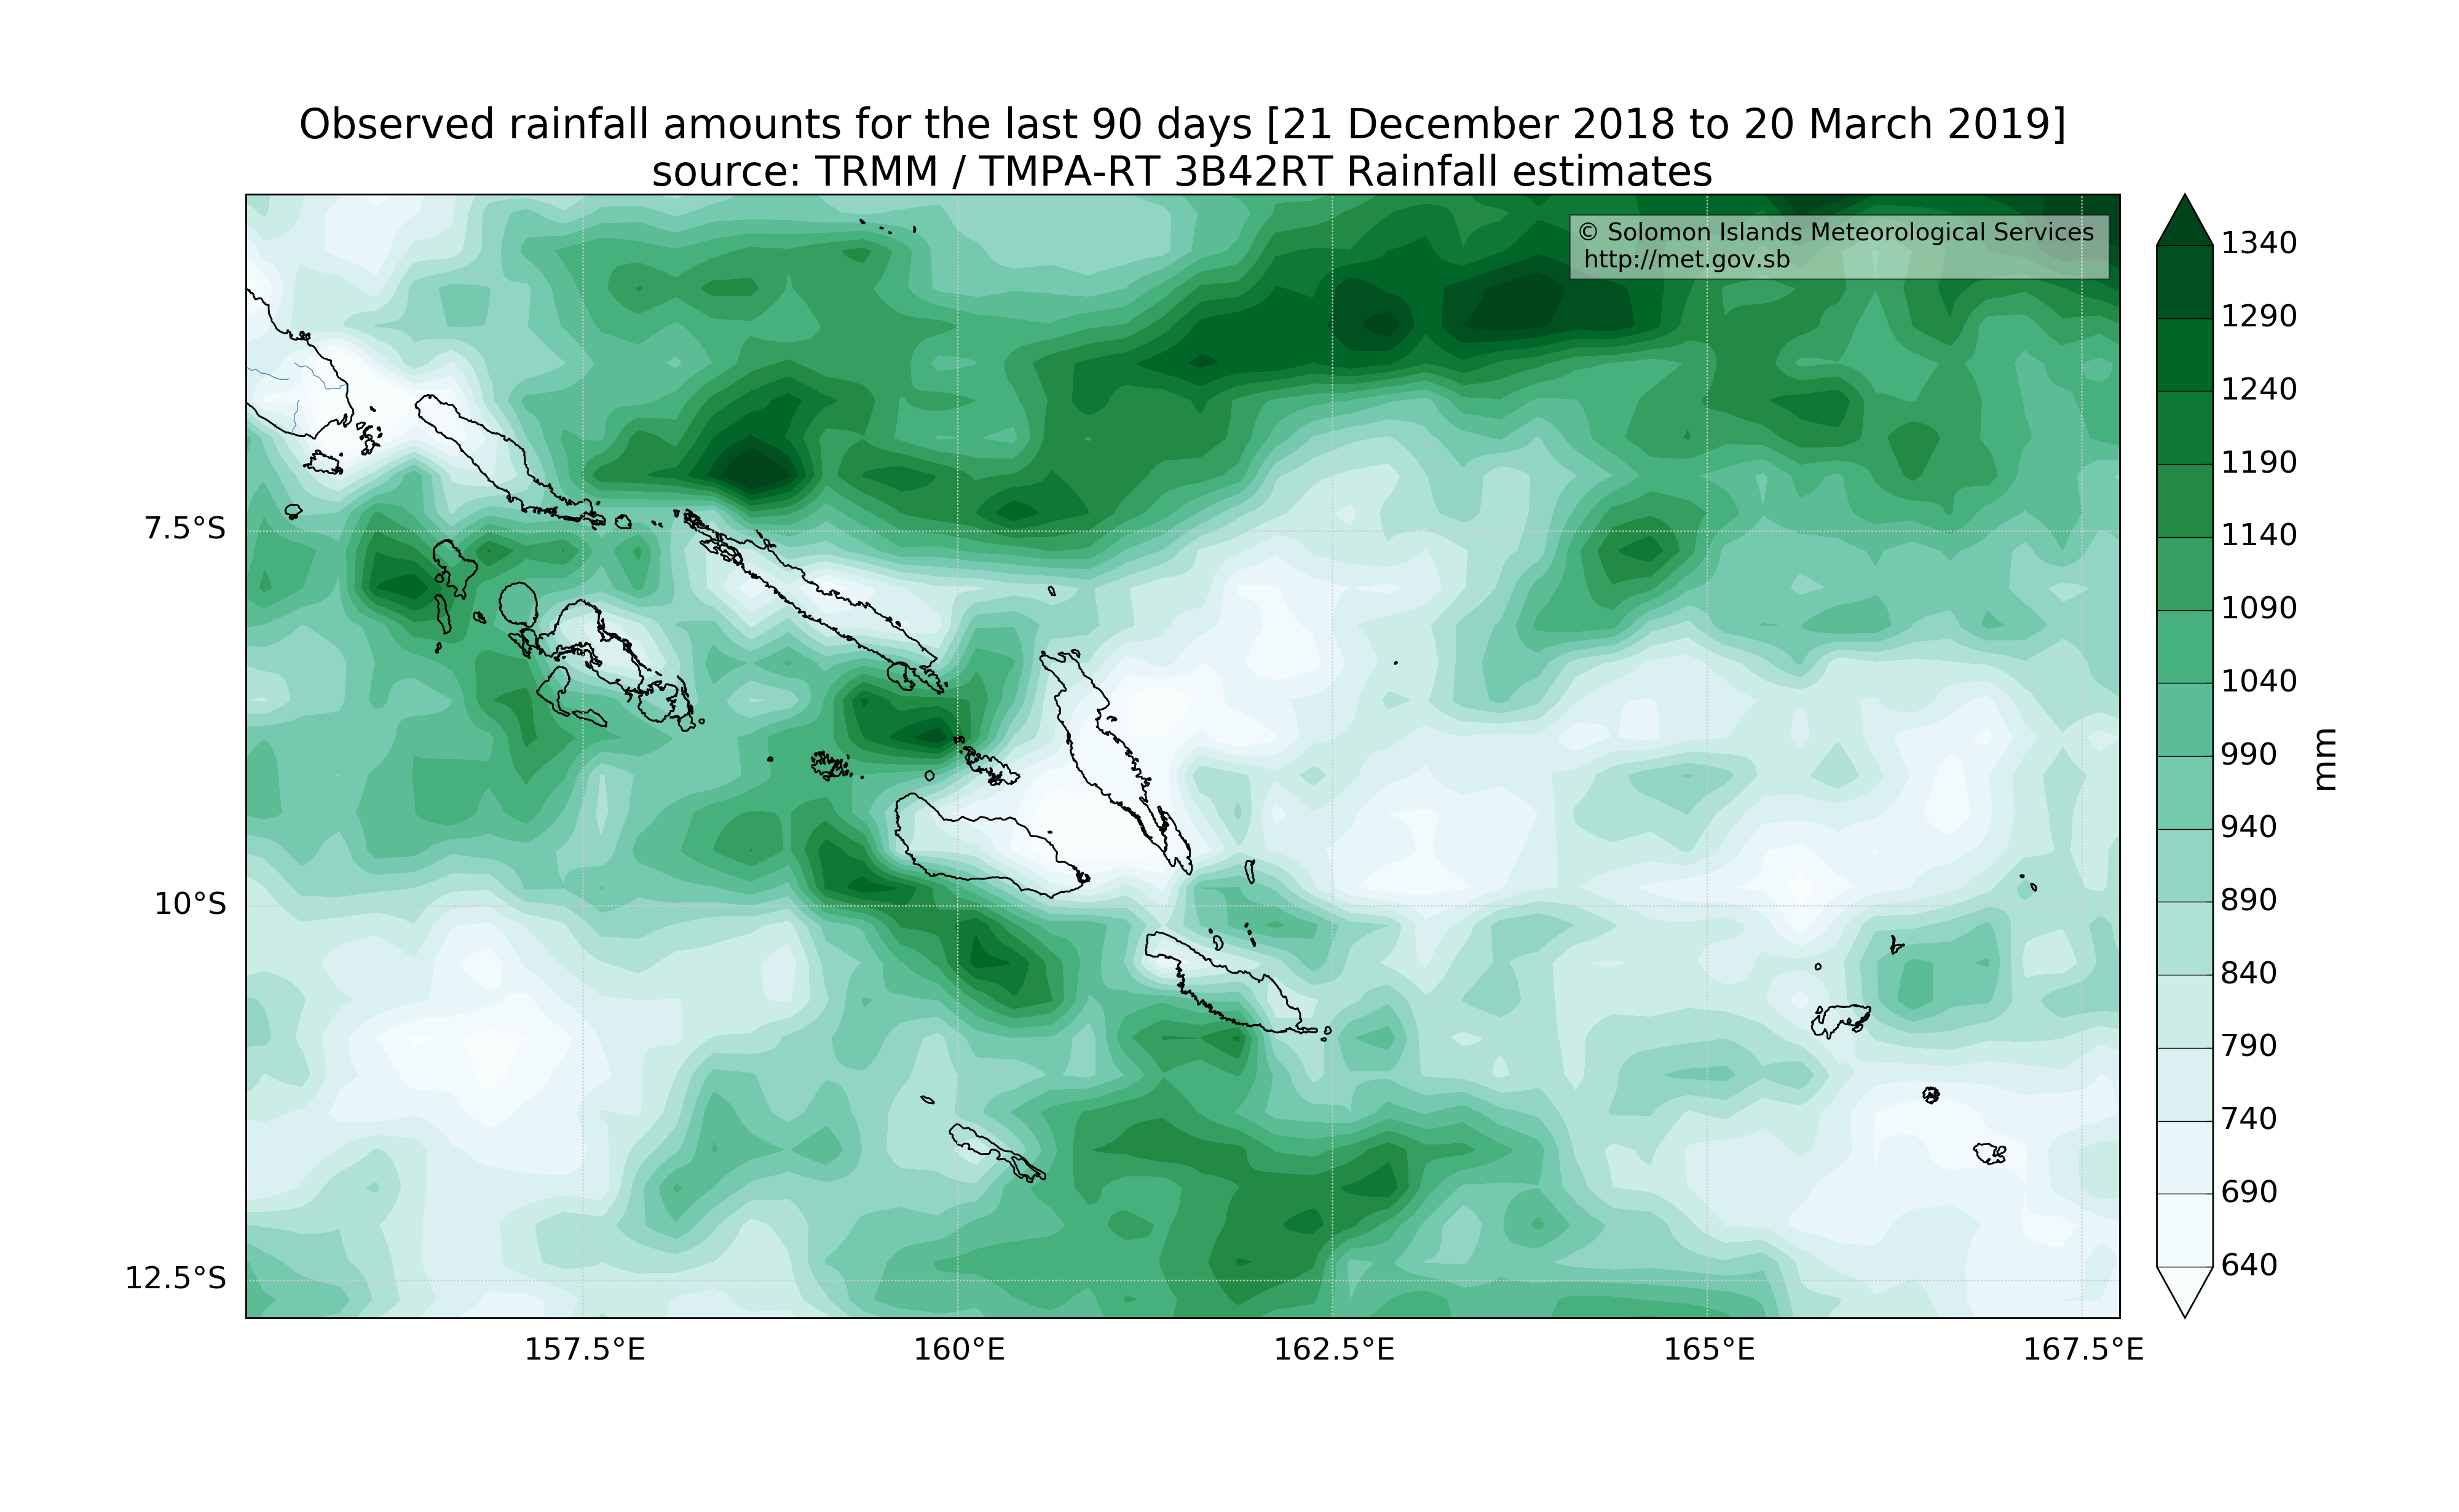 Observed rainfall amounts for the last 90 days [21 December 2018 to 20 March 2019]
source: TRMM / TMPA-RT 3B42RT Rainfall estimates
© Solomon Islands Meteorological Services
http://met.gov.sb
7.5°S
10°S
12.5°S
157.5°E
160°E
162.5°E
165°E
167.5°E
1340
1290
1240
1190
1140
1090
1040
990
940
890
840
790
740
690
640
mm